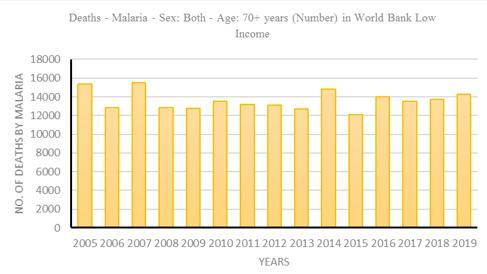 Deaths - Malaria - Sex: Both - Age: 70+ years (Number) in World Bank Low
Income
NO. OF DEATHS BY MALARIA
18000
16000
14000
12000
10000
8000
6000
4000
2000
0
2005 2006 2007 2008 2009 2010 2011 2012 2013 2014 2015 2016 2017 2018 2019
YEARS